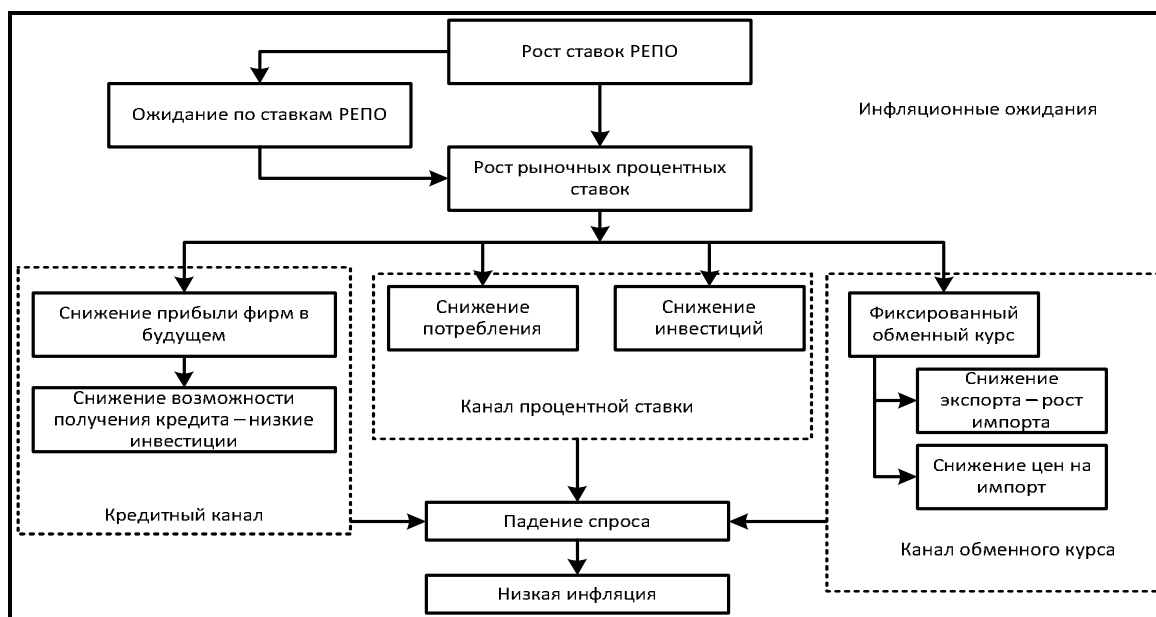 Рост ставок РЕПО
Ожидание по ставкам РЕПО
Инфляционные ожидания
Рост рыночных процентных
ставок
Снижение прибыли фирм в
будущем
Снижение возможности
получения кредита – низкие
инвестиции
Кредитный канал
Снижение
потребления
Снижение
инвестиций
Канал процентной ставки
Фиксированный
обменный курс
Снижение
экспорта – рост
импорта
Снижение цен на
импорт
Канал обменного курса
Падение спроса
Низкая инфляция